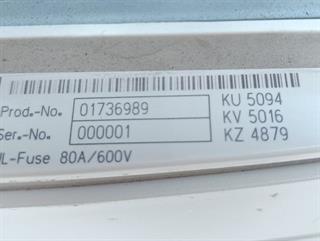 Prod.-No. 01736989 KU 5094
Ser.-No. 000001 KV 5016
KZ 4879
UL-Fuse 80A/600V